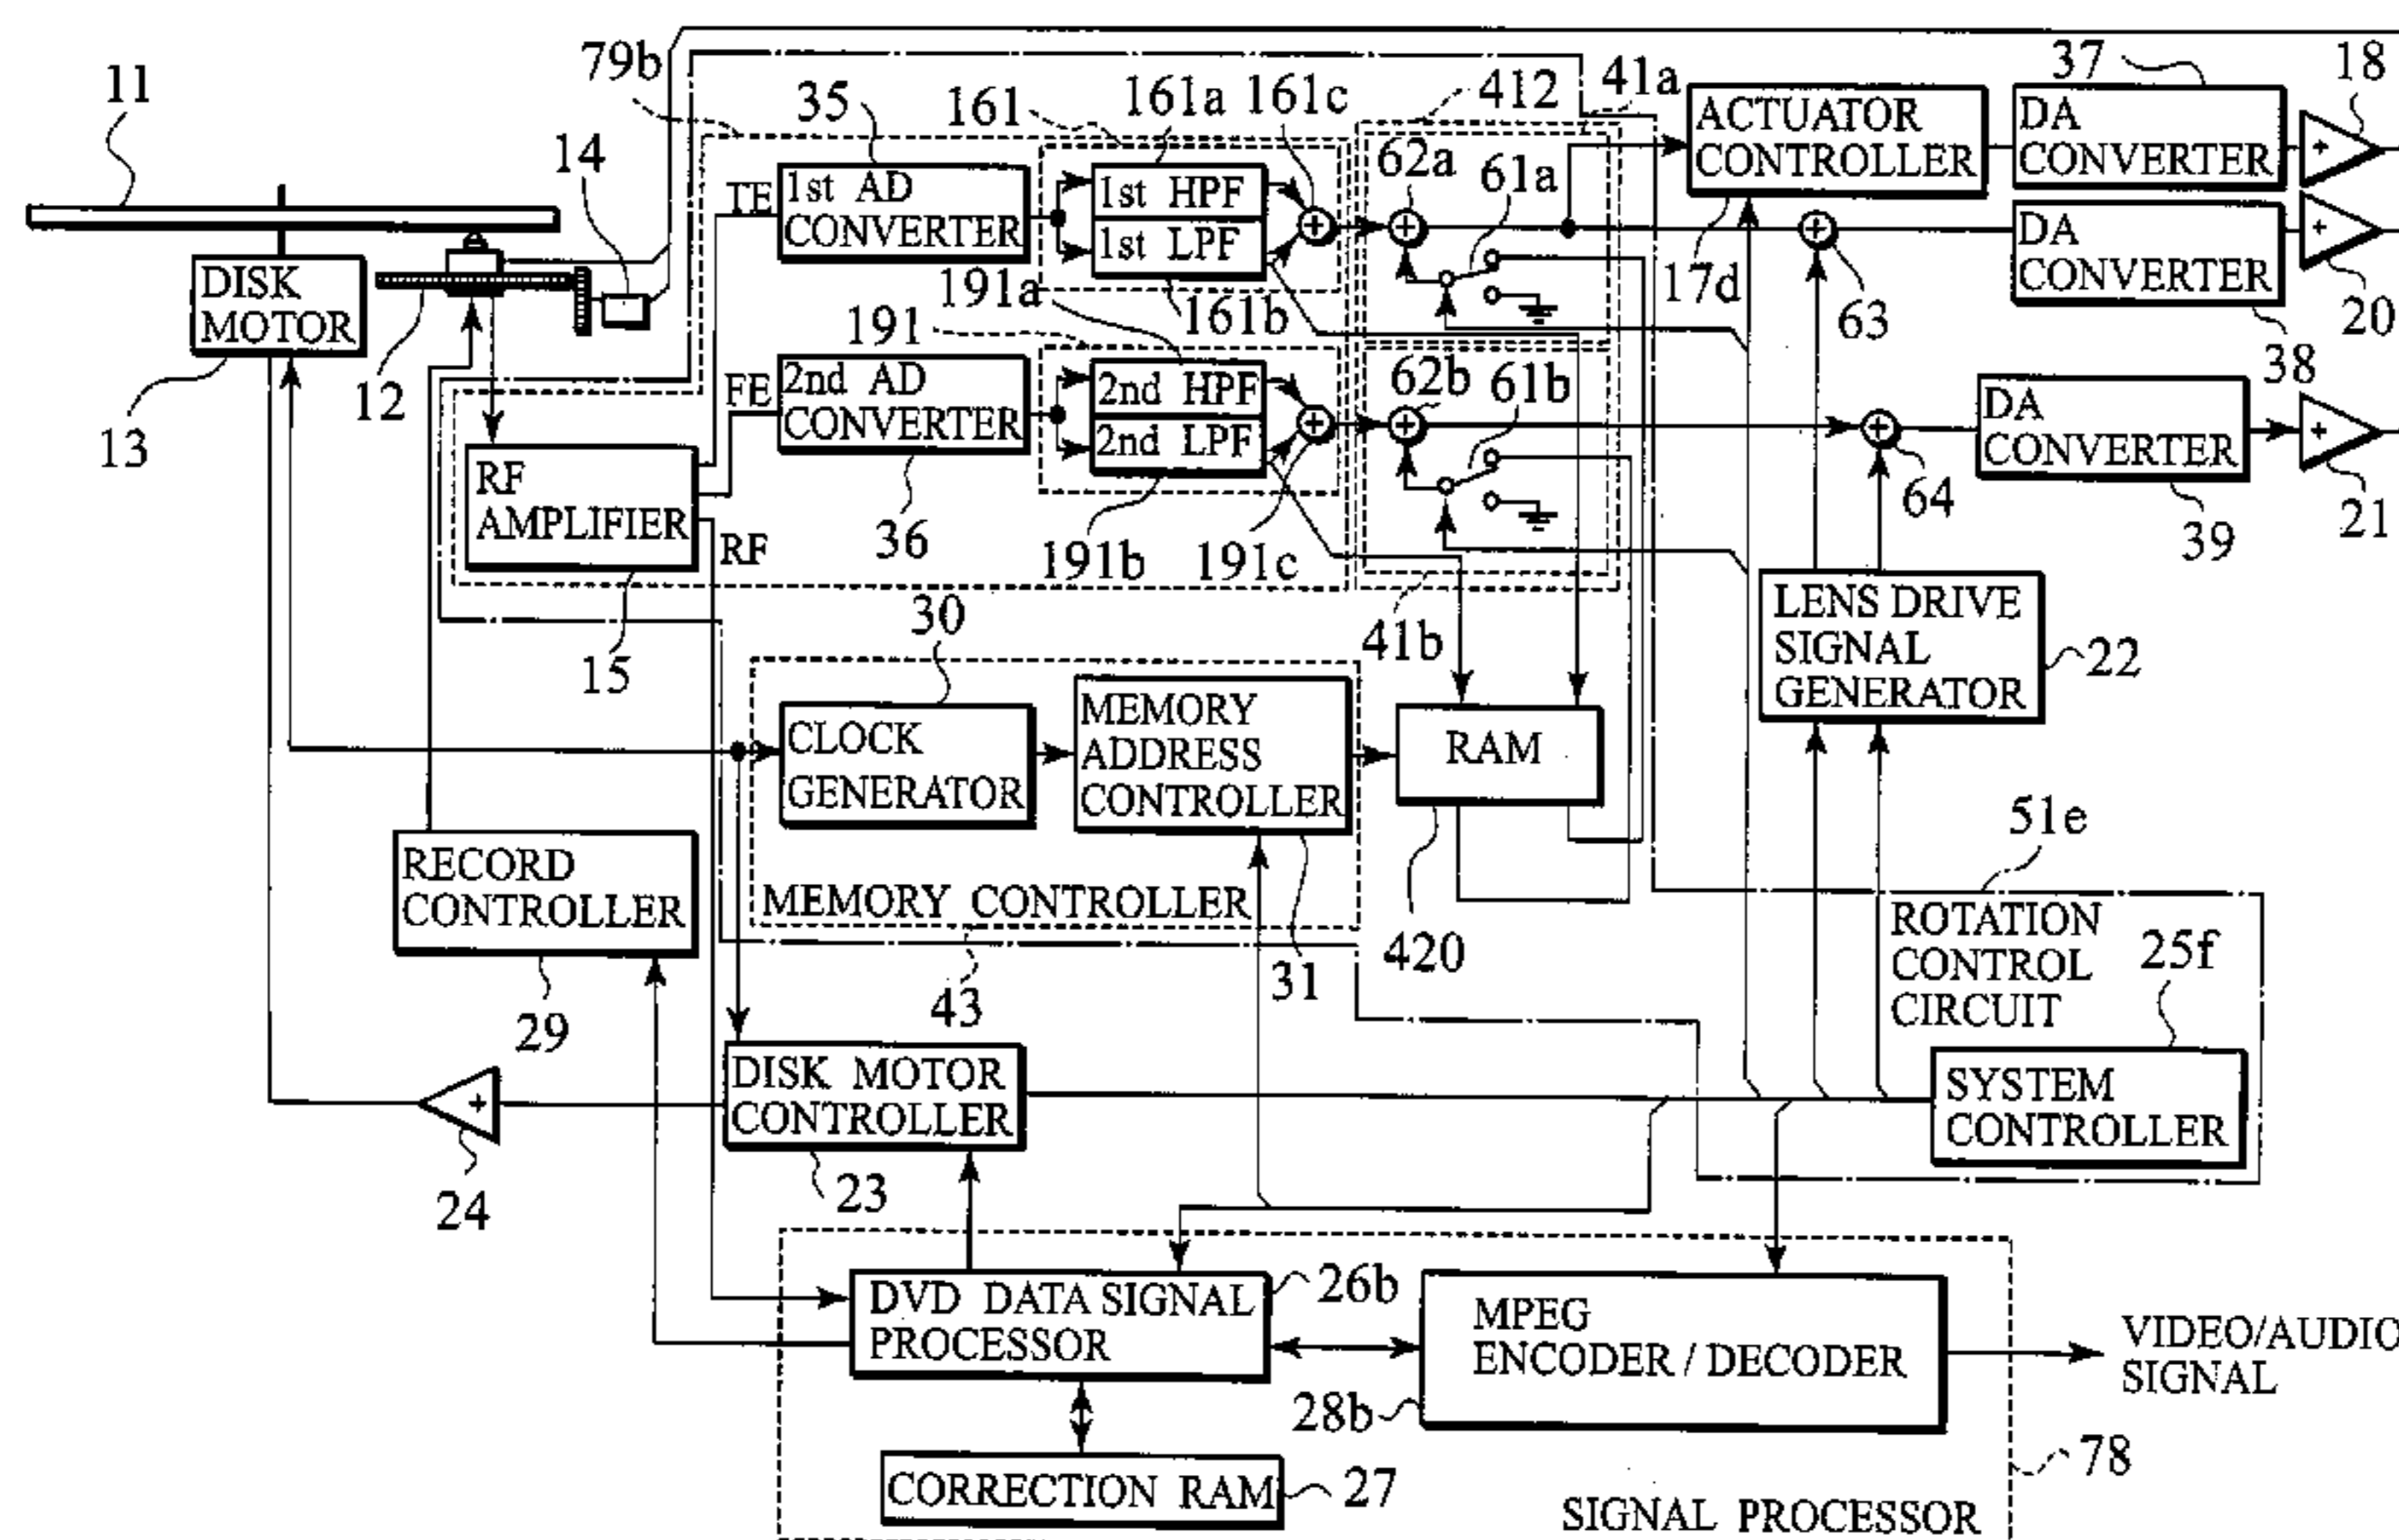 11
79b
35
161
161a
161c
412
41a
37
18
14
62a
61a
ACTUATOR
CONTROLLER
DA
CONVERTER
TE
1st AD
CONVERTER
1st HPF
1st LPF
DA
CONVERTER
DISK
MOTOR
191a
161b
17d
63
20
191
38
13
12
FE
2nd AD
CONVERTER
2nd HPF
2nd LPF
62b
61b
DA
CONVERTER
64
21
RF
AMPLIFIER
RF
36
191b
191c
39
15
30
41b
LENS DRIVE
SIGNAL
GENERATOR
22
CLOCK
GENERATOR
MEMORY
ADDRESS
CONTROLLER
RAM
51e
RECORD
CONTROLLER
MEMORY CONTROLLER
ROTATION
CONTROL
CIRCUIT
29
43
31
420
25f
DISK MOTOR
CONTROLLER
SYSTEM
CONTROLLER
24
23
DVD DATA SIGNAL
PROCESSOR
26b
MPEG
ENCODER / DECODER
VIDEO/AUDIO
SIGNAL
28b
78
CORRECTION RAM
27
SIGNAL PROCESSOR